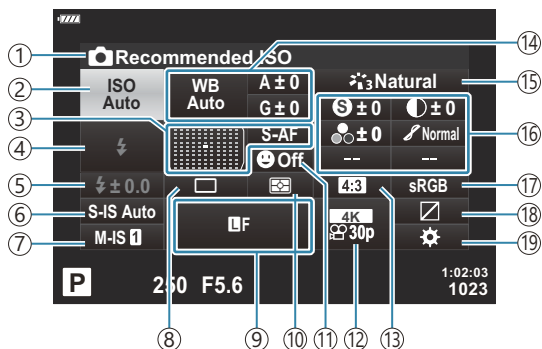 ① Recommended ISO
② ISO Auto
WB Auto
A±0
G±0
⑭
3 Natural
⑮
③
S-AF
Off
S ±0
±0
±0
Normal
--
--
⑯
④
⑤
±0.0
4:3
sRGB
⑰
⑥
S-IS Auto
LF
4K
30p
⑱
⑦
M-IS 1
⑲
P
250 F5.6
1:02:03
1023
⑧
⑨
⑩
⑪
⑫
⑬